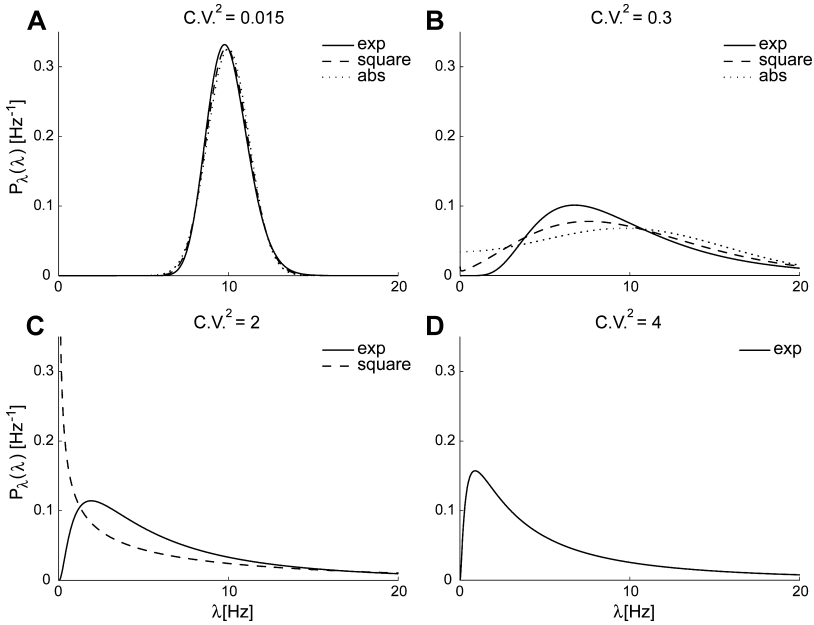 A
C.V.² = 0.015
exp
square
abs
0.3
0.2
0.1
0
Pλ(λ) [Hz⁻¹]
0
10
20
B
C.V.² = 0.3
exp
square
abs
0.3
0.2
0.1
0
0
10
20
C
C.V.² = 2
exp
square
0.3
0.2
0.1
0
Pλ(λ) [Hz⁻¹]
0
10
20
λ[Hz]
D
C.V.² = 4
exp
0.3
0.2
0.1
0
0
10
20
λ[Hz]